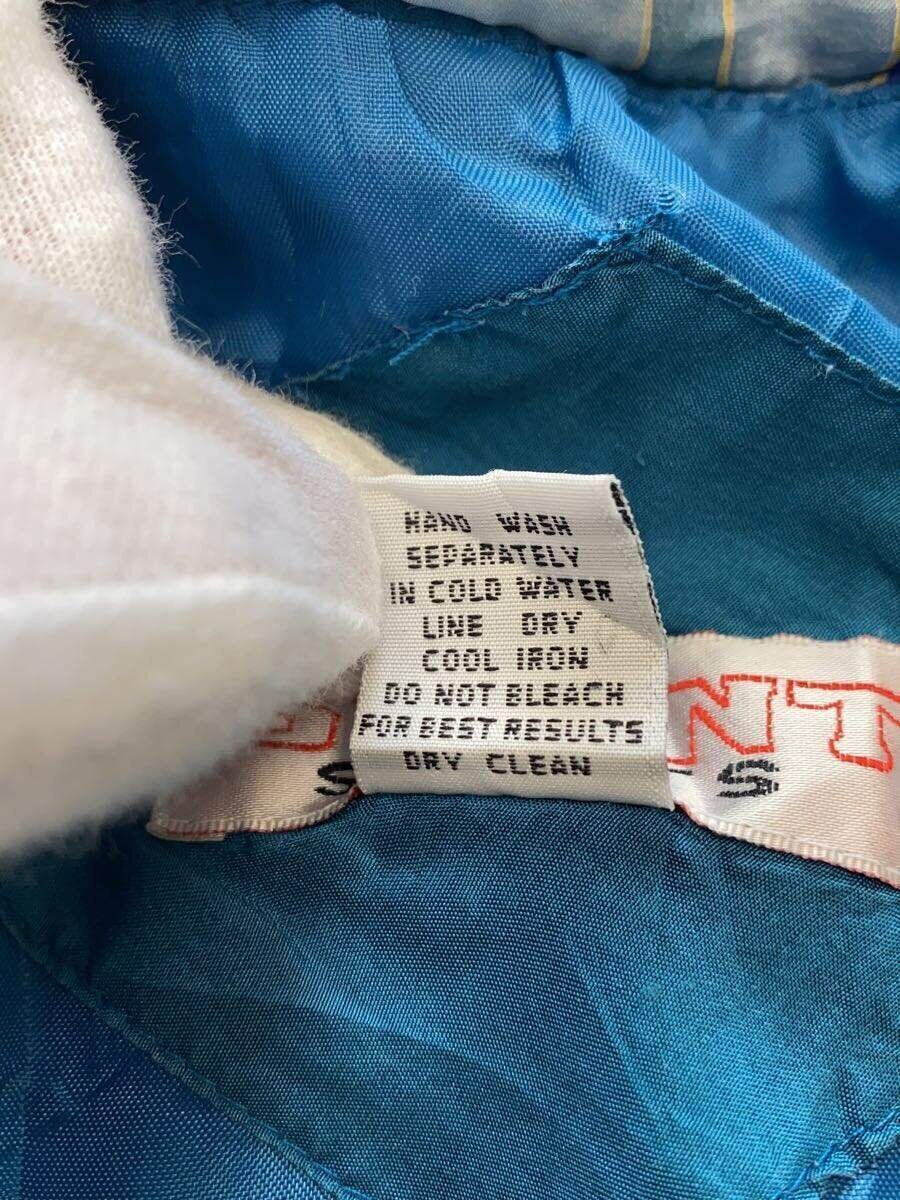 HAND WASH
SEPARATELY
IN COLD WATER
LINE DRY
COOL IRON
DO NOT BLEACH
FOR BEST RESULTS
DRY CLEAN